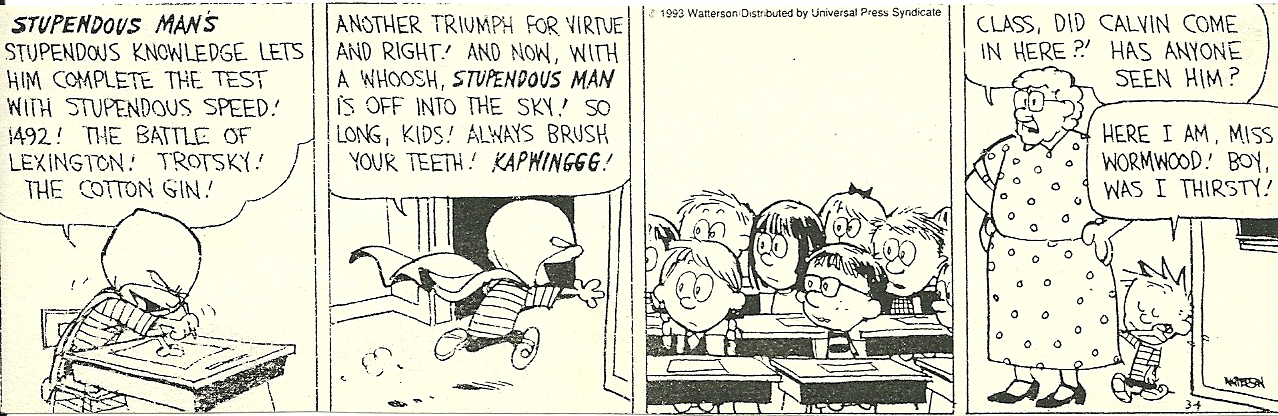 STUPENDOUS MAN'S
STUPENDOUS KNOWLEDGE LETS
HIM COMPLETE THE TEST
WITH STUPENDOUS SPEED!
1492! THE BATTLE OF
LEXINGTON! TROTSKY!
THE COTTON GIN!
ANOTHER TRIUMPH FOR VIRTUE
AND RIGHT! AND NOW, WITH
A WHOOSH, STUPENDOUS MAN
IS OFF INTO THE SKY! SO
LONG, KIDS! ALWAYS BRUSH
YOUR TEETH! KAPWINGGG!
© 1993 Watterson/Distributed by Universal Press Syndicate
CLASS, DID CALVIN COME
IN HERE?! HAS ANYONE
SEEN HIM?
HERE I AM, MISS
WORMWOOD! BOY,
WAS I THIRSTY!
WATTERSON
3-4